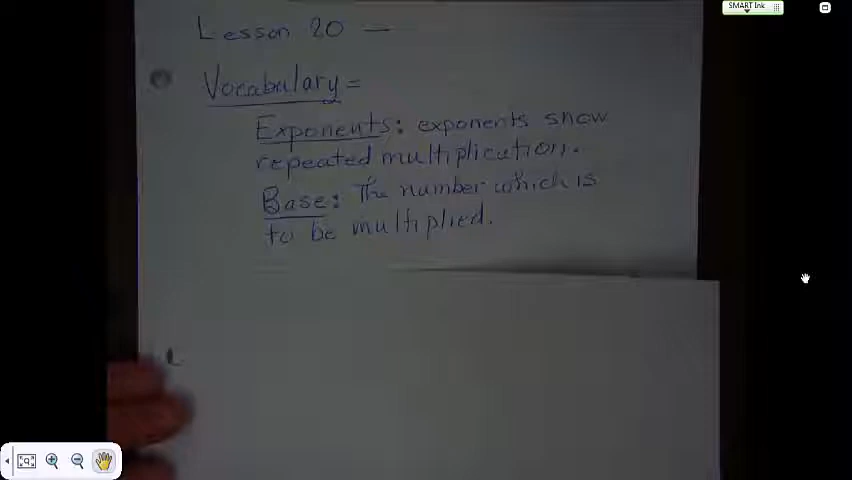 SMART Ink
Lesson 20 —
Vocabulary =
Exponents: exponents show
repeated multiplication.
Base: The number which is
to be multiplied.